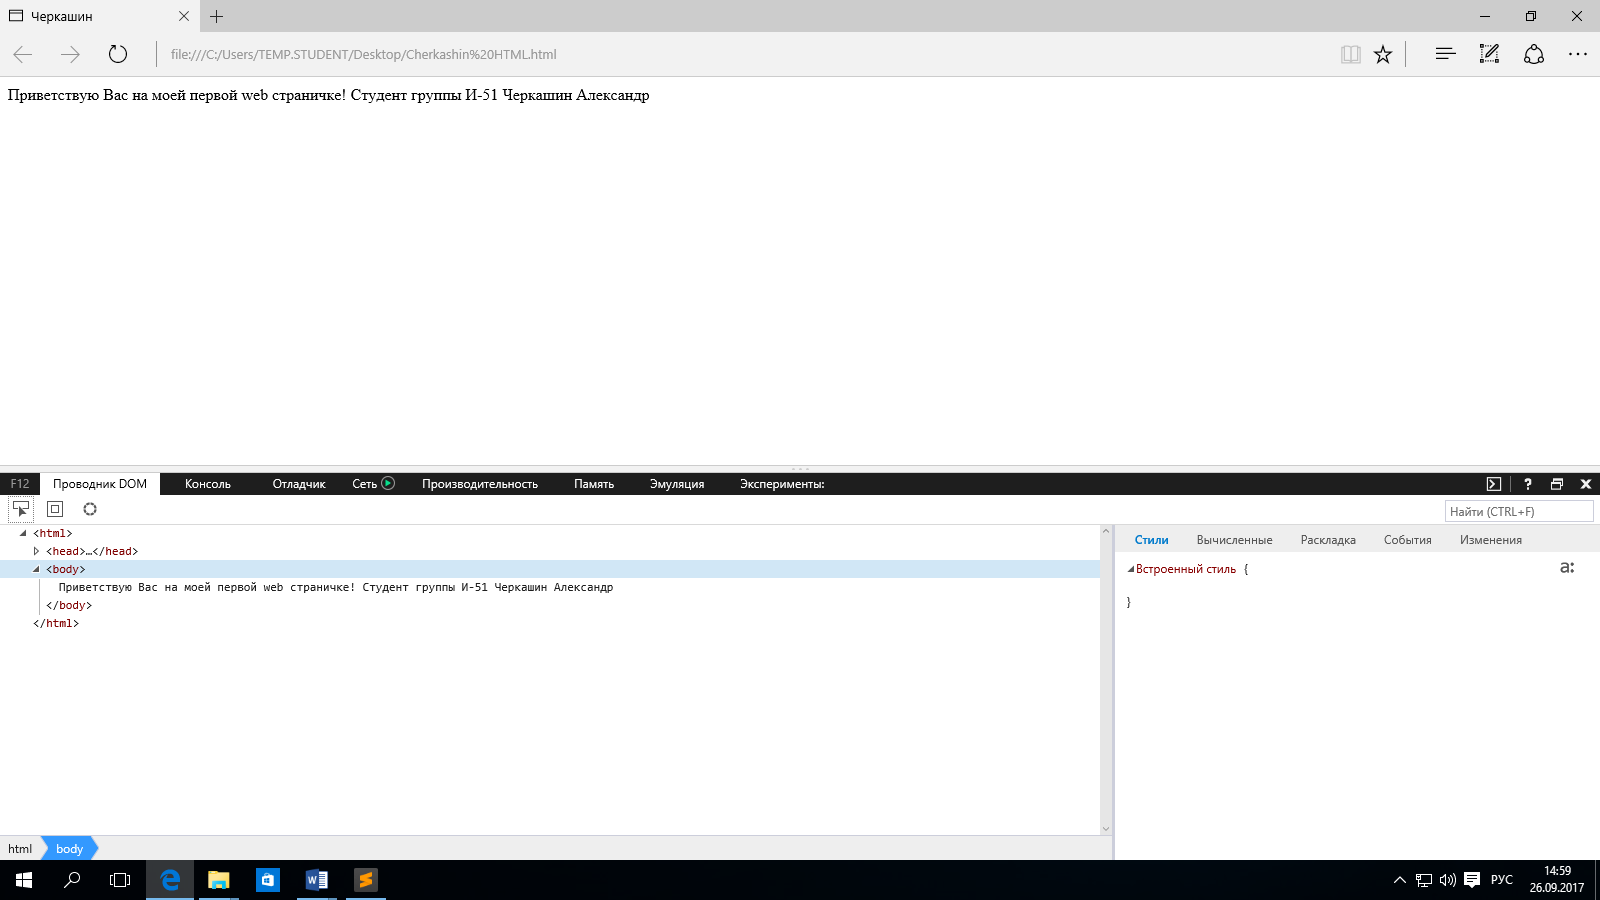 Черкашин
file:///C:/Users/TEMP.STUDENT/Desktop/Cherkashin%20HTML.html
Приветствую Вас на моей первой web страничке! Студент группы И-51 Черкашин Александр
F12 Проводник DOM Консоль Отладчик Сеть Производительность Память Эмуляция Эксперименты:
Найти (CTRL+F)
<html>
<head>…</head>
<body>
Приветствую Вас на моей первой web страничке! Студент группы И-51 Черкашин Александр
</body>
</html>
Стили Вычисленные Раскладка События Изменения
Встроенный стиль {
a:
}
html body
РУС
14:59
26.09.2017